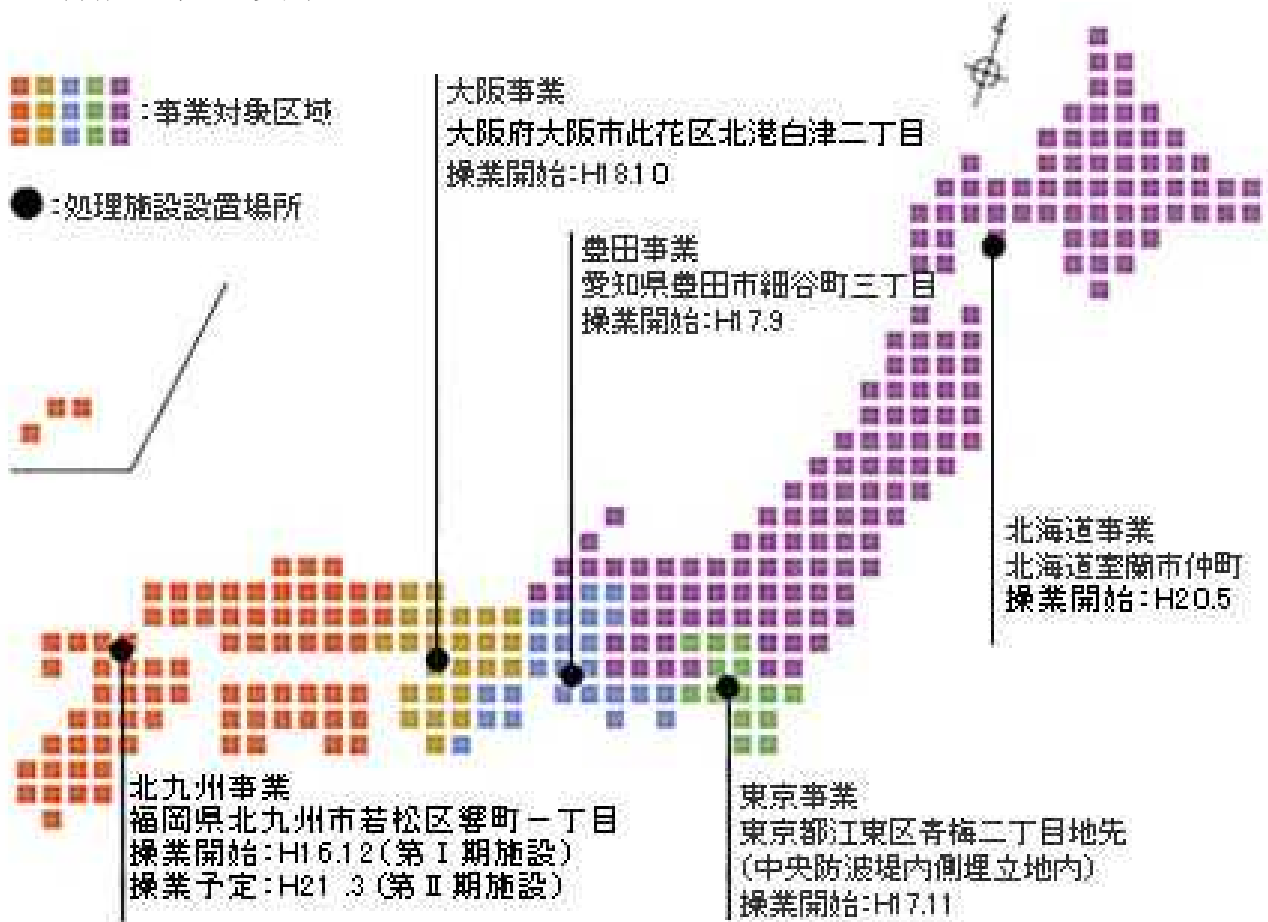 :事業対象区域
:処理施設設置場所
大阪事業
大阪府大阪市此花区北港白津二丁目
操業開始:H18.10
豊田事業
愛知県豊田市細谷町三丁目
操業開始:H17.9
北海道事業
北海道室蘭市仲町
操業開始:H20.5
北九州事業
福岡県北九州市若松区響町一丁目
操業開始:H16.12(第Ⅰ期施設)
操業予定:H21.3(第Ⅱ期施設)
東京事業
東京都江東区青梅二丁目地先
(中央防波堤内側埋立地内)
操業開始:H17.11